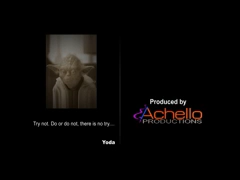 Try not. Do or do not, there is no try....
Yoda
Produced by
Achello
PRODUCTIONS